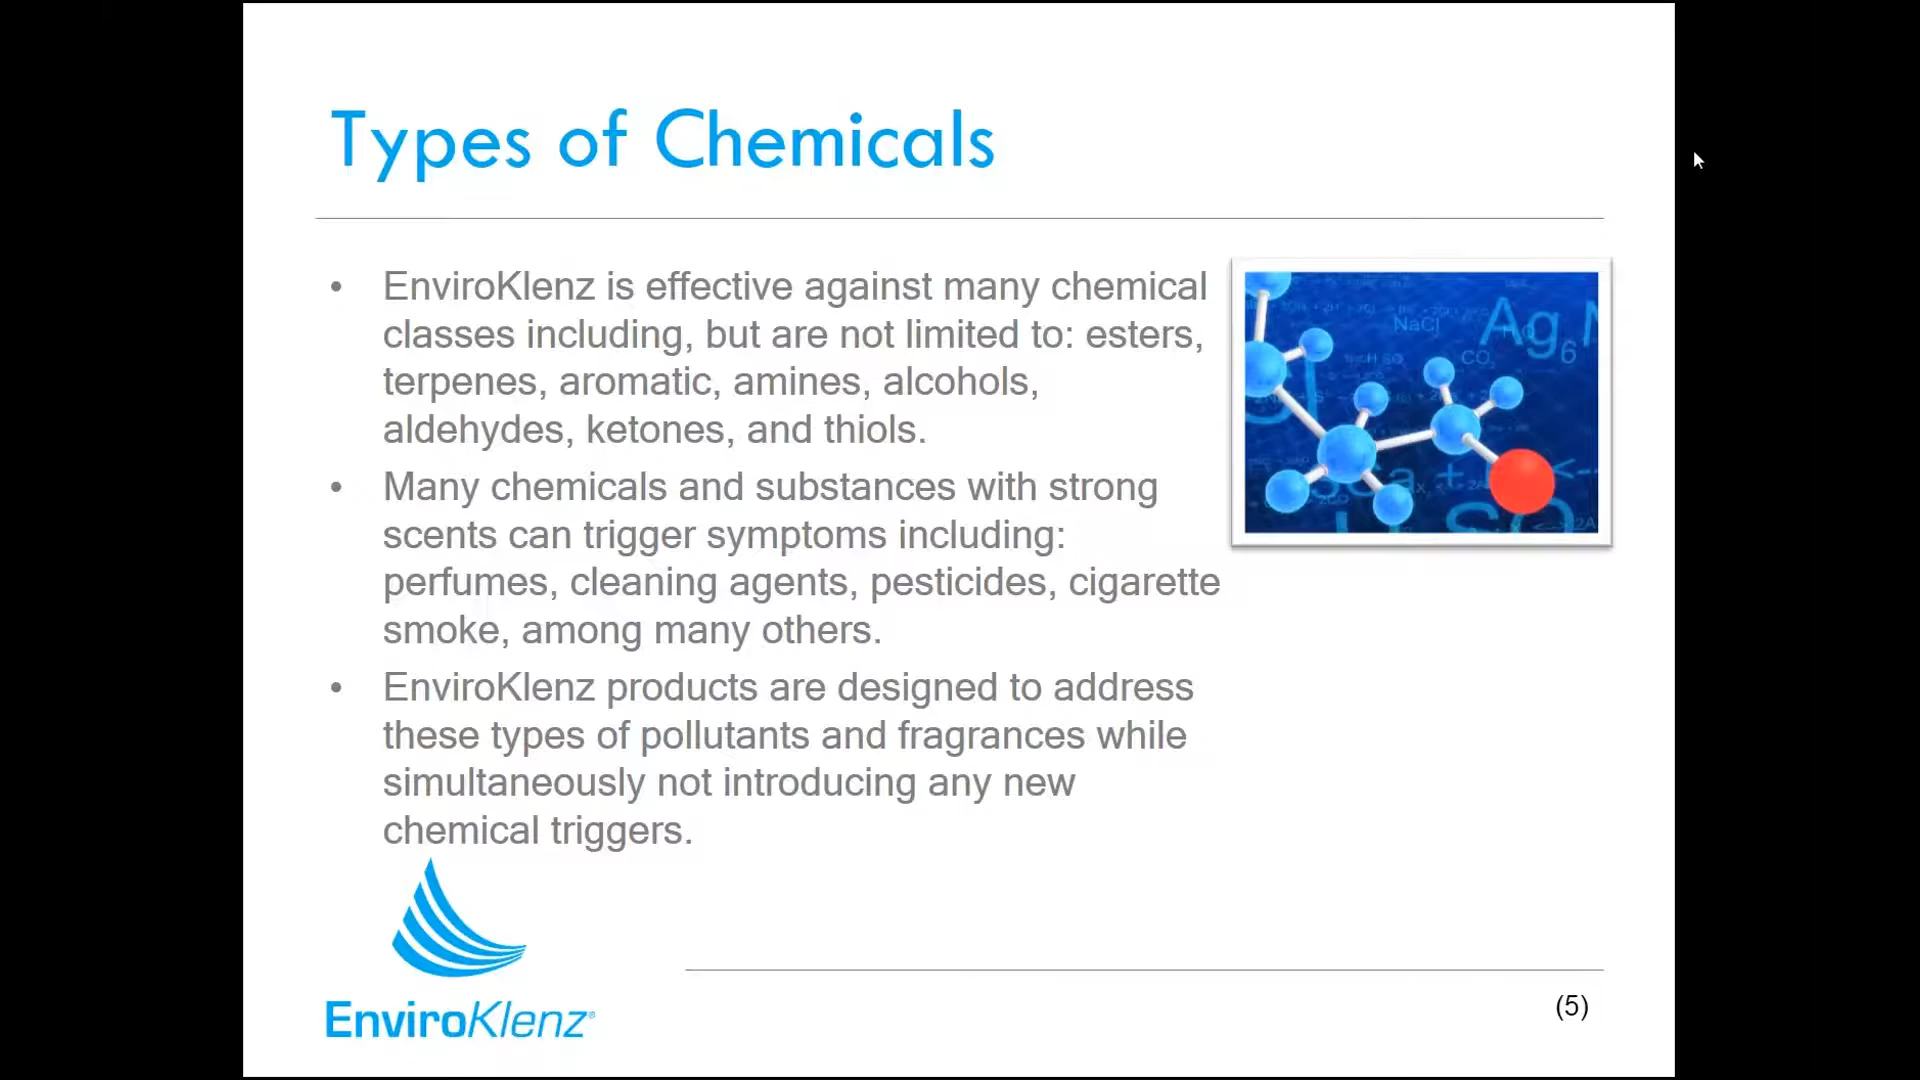 Types of Chemicals
• EnviroKlenz is effective against many chemical
classes including, but are not limited to: esters,
terpenes, aromatic, amines, alcohols,
aldehydes, ketones, and thiols.
• Many chemicals and substances with strong
scents can trigger symptoms including:
perfumes, cleaning agents, pesticides, cigarette
smoke, among many others.
• EnviroKlenz products are designed to address
these types of pollutants and fragrances while
simultaneously not introducing any new
chemical triggers.
NaCl
Ag6
CO2
EnviroKlenz®
(5)